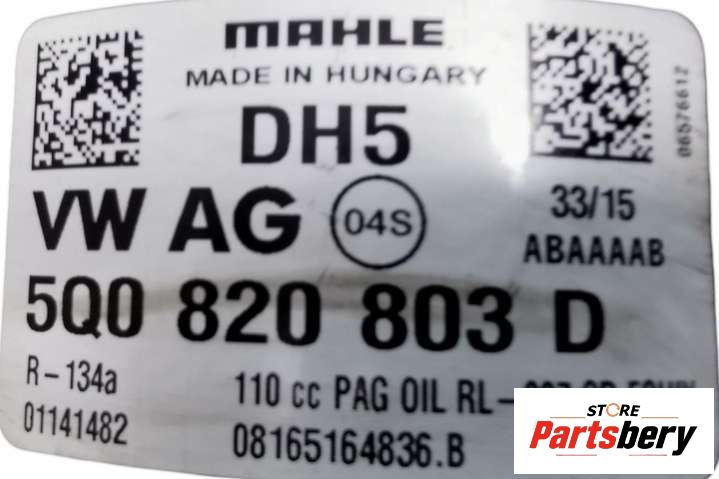 MAHLE
MADE IN HUNGARY
DH5
06576612
VW AG 04S
33/15
ABAAAAB
5Q0 820 803 D
R-134a
110 cc PAG OIL RL-
01141482
08165164836.B
STORE
Partsbery